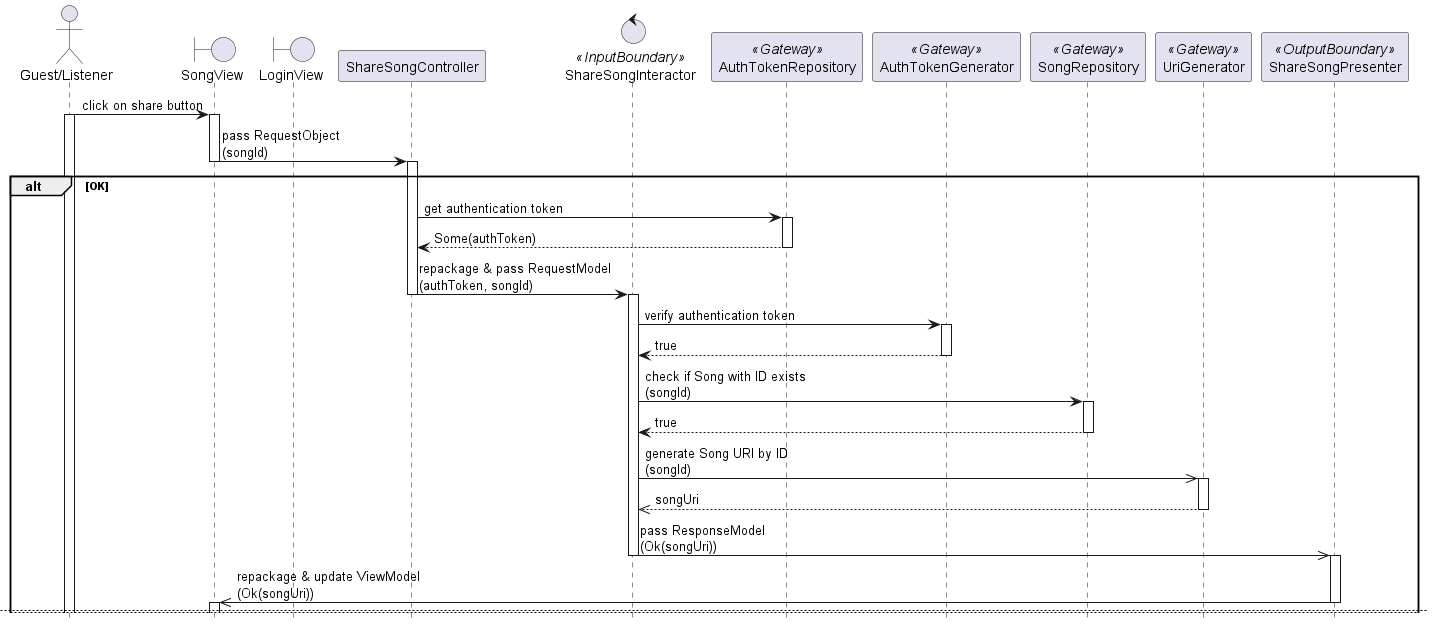 Guest/Listener
SongView
LoginView
ShareSongController
«InputBoundary»
ShareSongInteractor
«Gateway»
AuthTokenRepository
«Gateway»
AuthTokenGenerator
«Gateway»
SongRepository
«Gateway»
UriGenerator
«OutputBoundary»
ShareSongPresenter
click on share button
pass RequestObject
(songId)
alt
[OK]
get authentication token
Some(authToken)
repackage & pass RequestModel
(authToken, songId)
verify authentication token
true
check if Song with ID exists
(songId)
true
generate Song URI by ID
(songId)
songUri
pass ResponseModel
(Ok(songUri))
repackage & update ViewModel
(Ok(songUri))